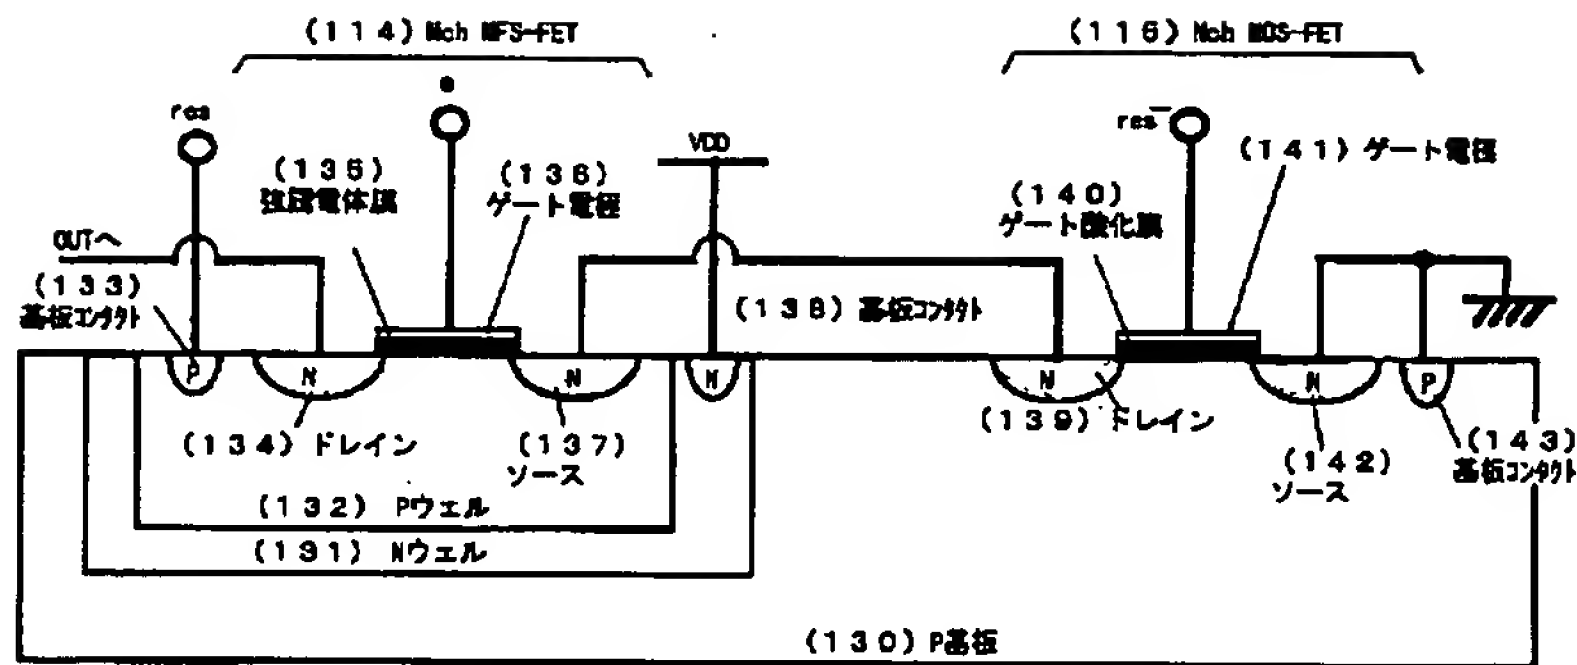 (114) Nch MFS-FET
(115) Nch MOS-FET
res
res
VDD
(135)
強誘電体膜
(136)
ゲート電極
(140)
ゲート酸化膜
(141) ゲート電極
OUTへ
(133)
基板コンタクト
(138) 基板コンタクト
P
N
N
N
N
N
P
(134) ドレイン
(137)
ソース
(139) ドレイン
(142)
ソース
(143)
基板コンタクト
(132) Pウェル
(131) Nウェル
(130) P基板